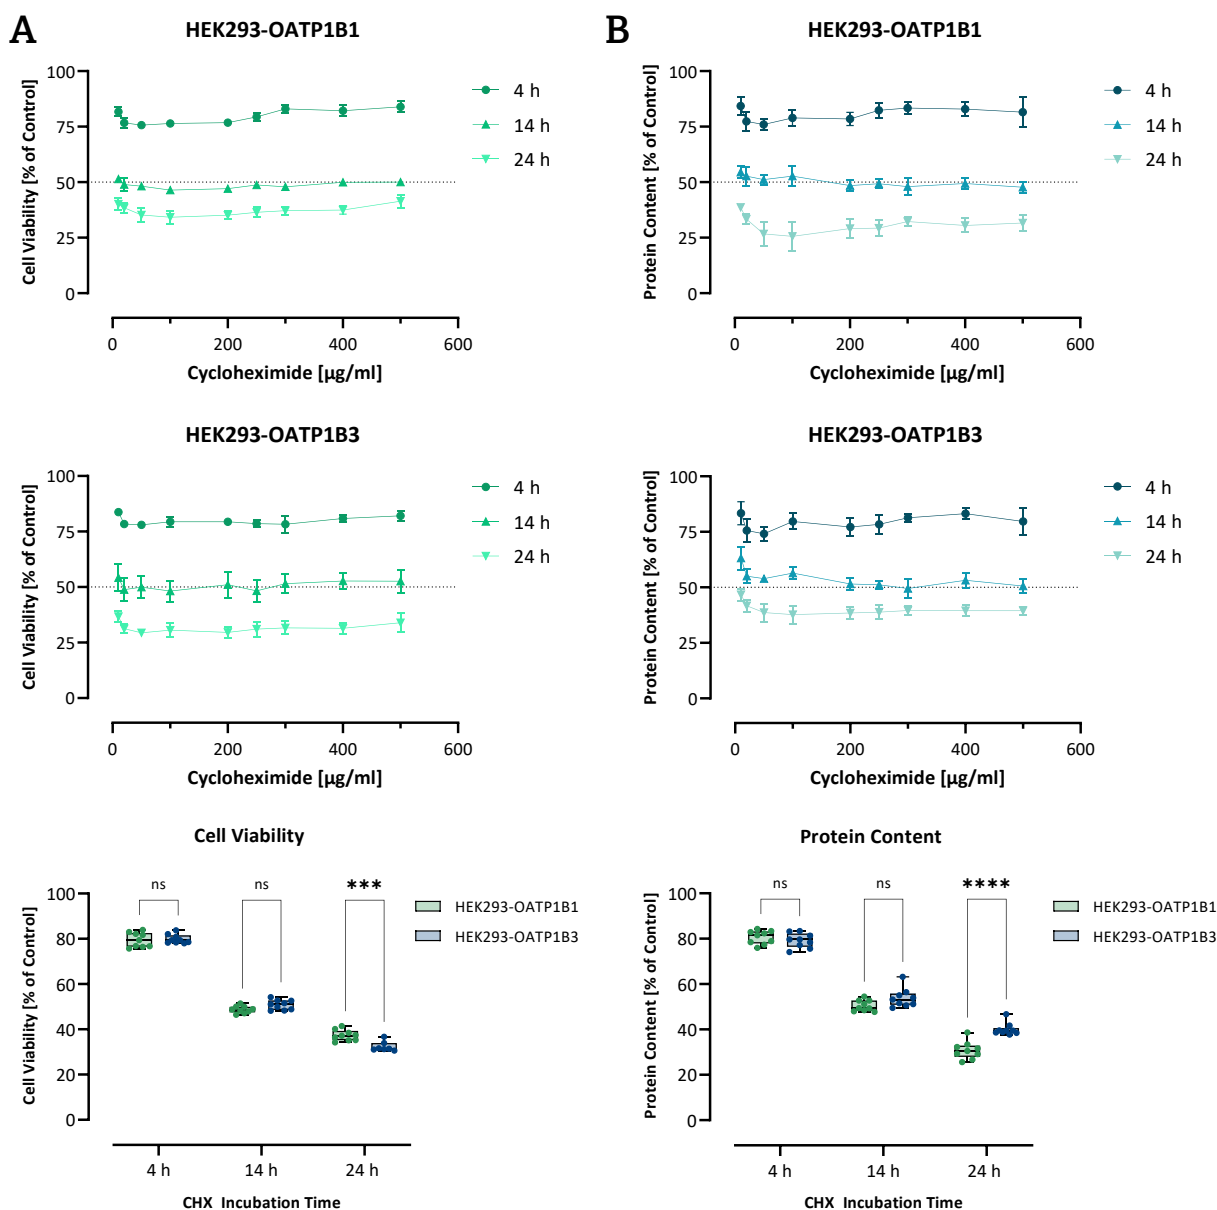 A
HEK293-OATP1B1
Cell Viability [% of Control]
100
75
50
25
0
0
200
400
600
Cycloheximide [µg/ml]
4 h
14 h
24 h
B
HEK293-OATP1B1
Protein Content [% of Control]
100
75
50
25
0
0
200
400
600
Cycloheximide [µg/ml]
4 h
14 h
24 h
HEK293-OATP1B3
Cell Viability [% of Control]
100
75
50
25
0
0
200
400
600
Cycloheximide [µg/ml]
4 h
14 h
24 h
HEK293-OATP1B3
Protein Content [% of Control]
100
75
50
25
0
0
200
400
600
Cycloheximide [µg/ml]
4 h
14 h
24 h
Cell Viability
Cell Viability [% of Control]
100
80
60
40
20
0
ns
ns
***
4 h
14 h
24 h
CHX Incubation Time
HEK293-OATP1B1
HEK293-OATP1B3
Protein Content
Protein Content [% of Control]
100
80
60
40
20
0
ns
ns
****
4 h
14 h
24 h
CHX Incubation Time
HEK293-OATP1B1
HEK293-OATP1B3